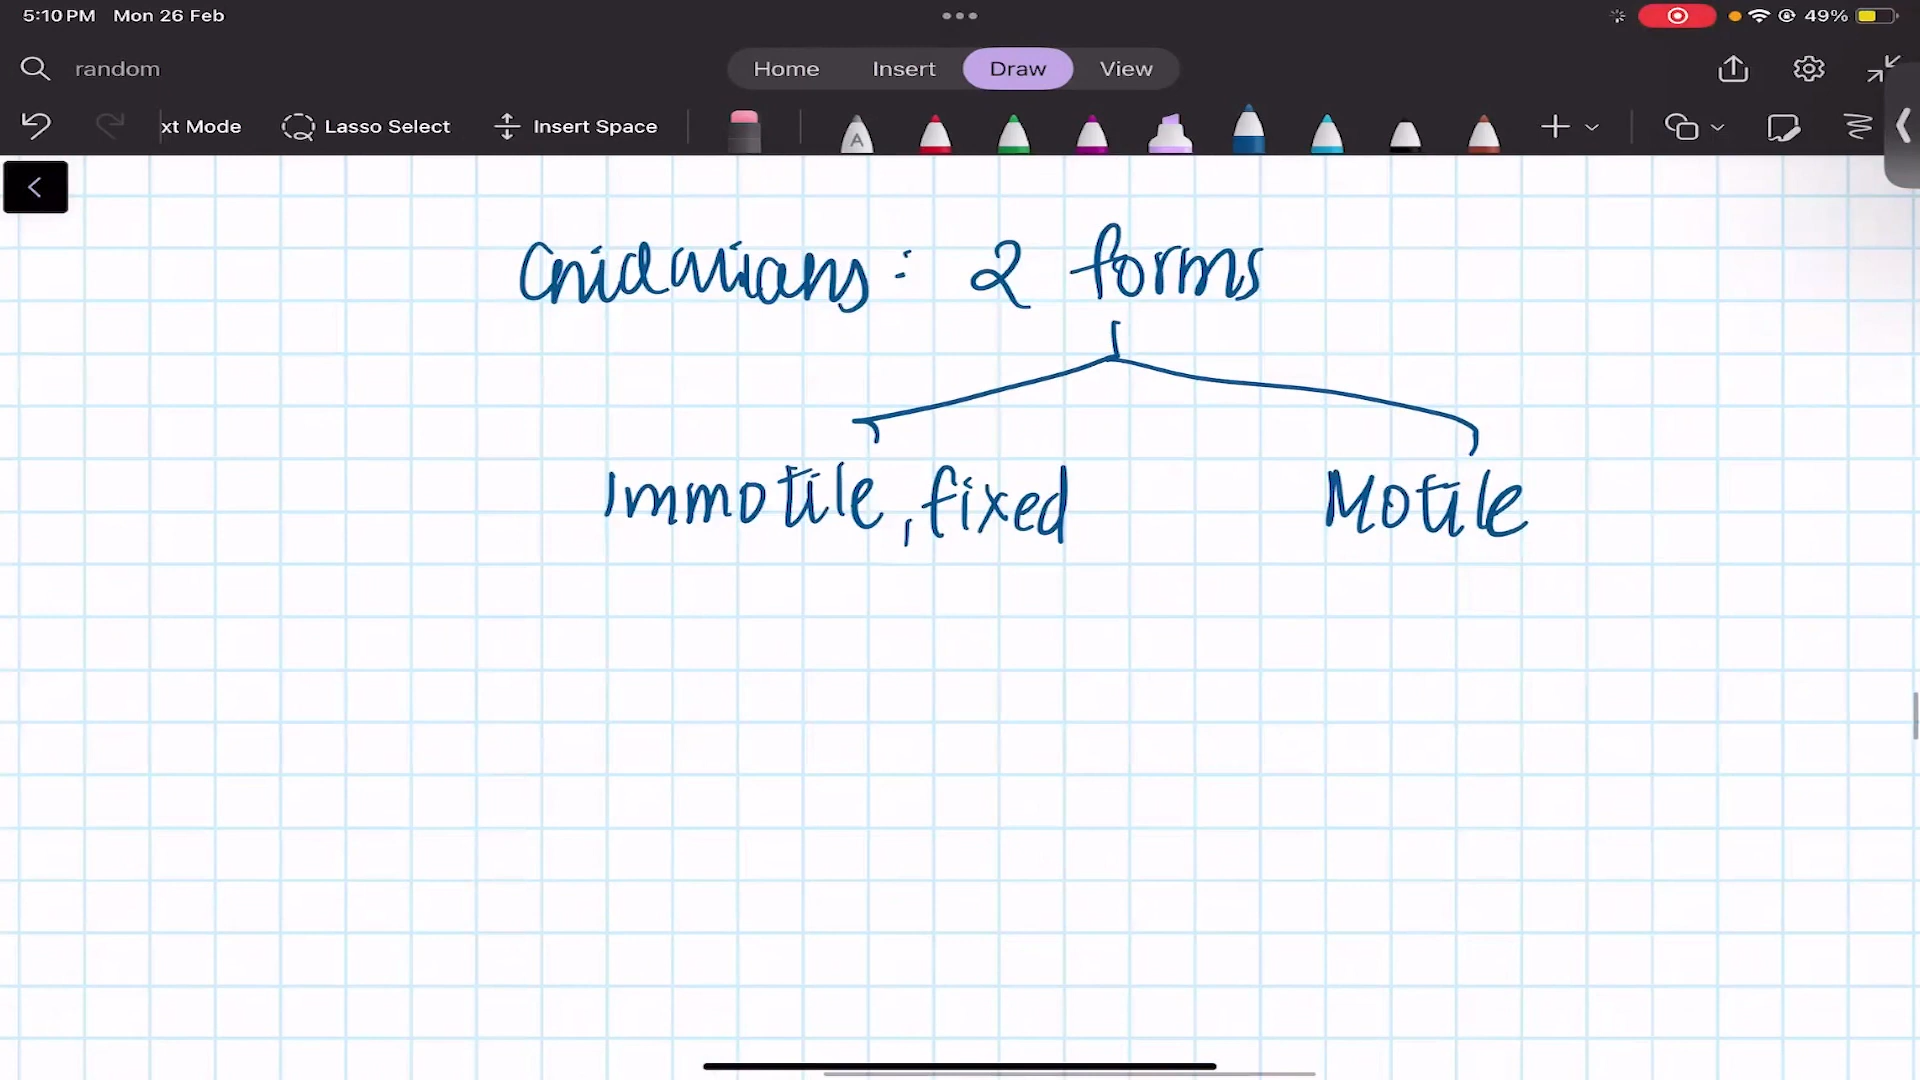 5:10 PM Mon 26 Feb 49%
random Home Insert Draw View
xt Mode Lasso Select Insert Space A
Cnidarians: 2 forms
Immotile, fixed Motile